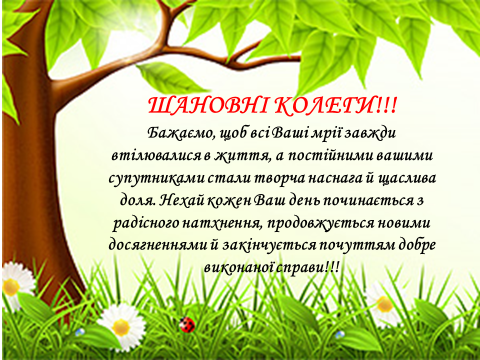 ШАНОВНІ КОЛЕГИ!!!
Бажаємо, щоб всі Ваші мрії завжди
втілювалися в життя, а постійними вашими
супутниками стали творча наснага й щаслива
доля. Нехай кожен Ваш день починається з
радісного натхнення, продовжується новими
досягненнями й закінчується почуттям добре
виконаної справи!!!